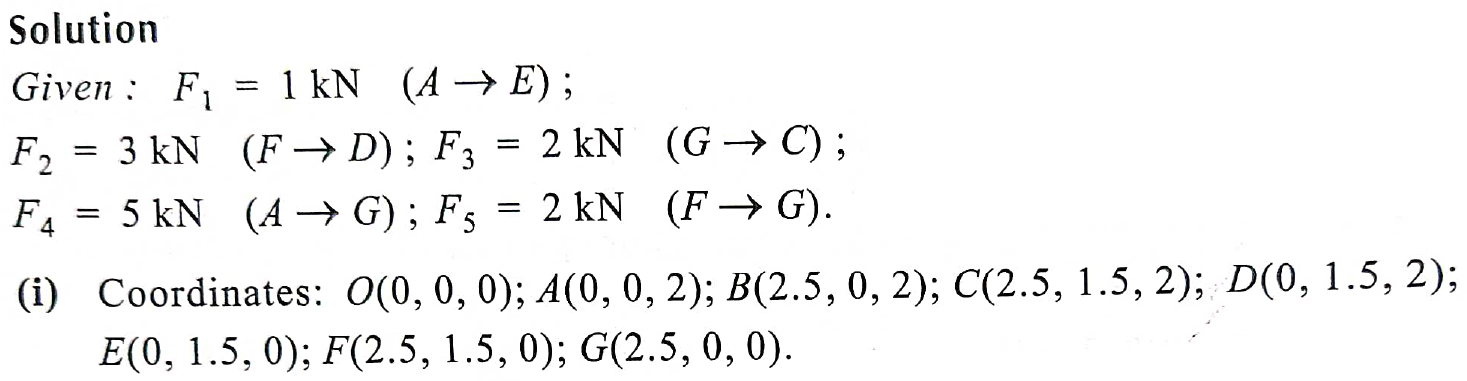 Solution
Given : F₁ = 1 kN (A → E) ;
F₂ = 3 kN (F → D) ; F₃ = 2 kN (G → C) ;
F₄ = 5 kN (A → G) ; F₅ = 2 kN (F → G).
(i) Coordinates: O(0, 0, 0); A(0, 0, 2); B(2.5, 0, 2); C(2.5, 1.5, 2); D(0, 1.5, 2);
E(0, 1.5, 0); F(2.5, 1.5, 0); G(2.5, 0, 0).